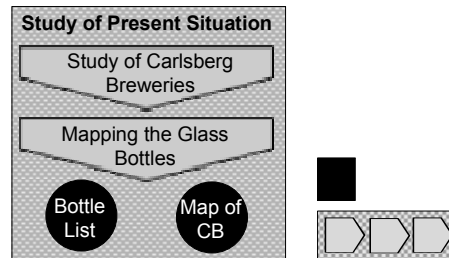 Study of Present Situation
Study of Carlsberg
Breweries
Mapping the Glass
Bottles
Bottle
List
Map of
CB